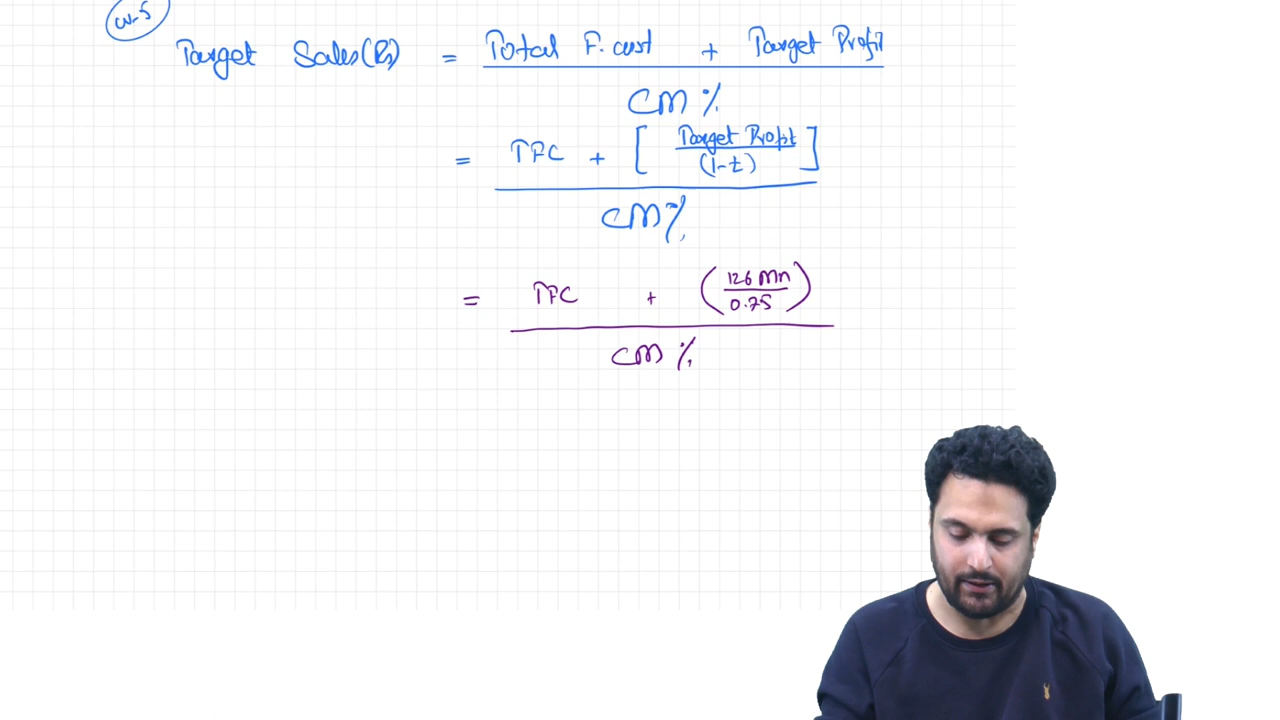 W-5
Target Sales(Rs) = Total F. cost + Target Profit
CM %
= TFC + [ Target Profit
(1-t) ]
CM %
= TFC + ( 126 Mn
0.75 )
CM %